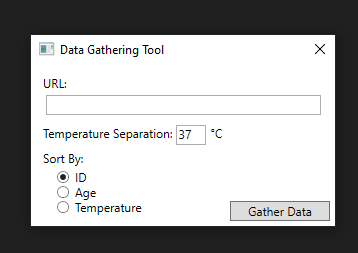 Data Gathering Tool
URL:
Temperature Separation: 37 °C
Sort By:
ID
Age
Temperature
Gather Data